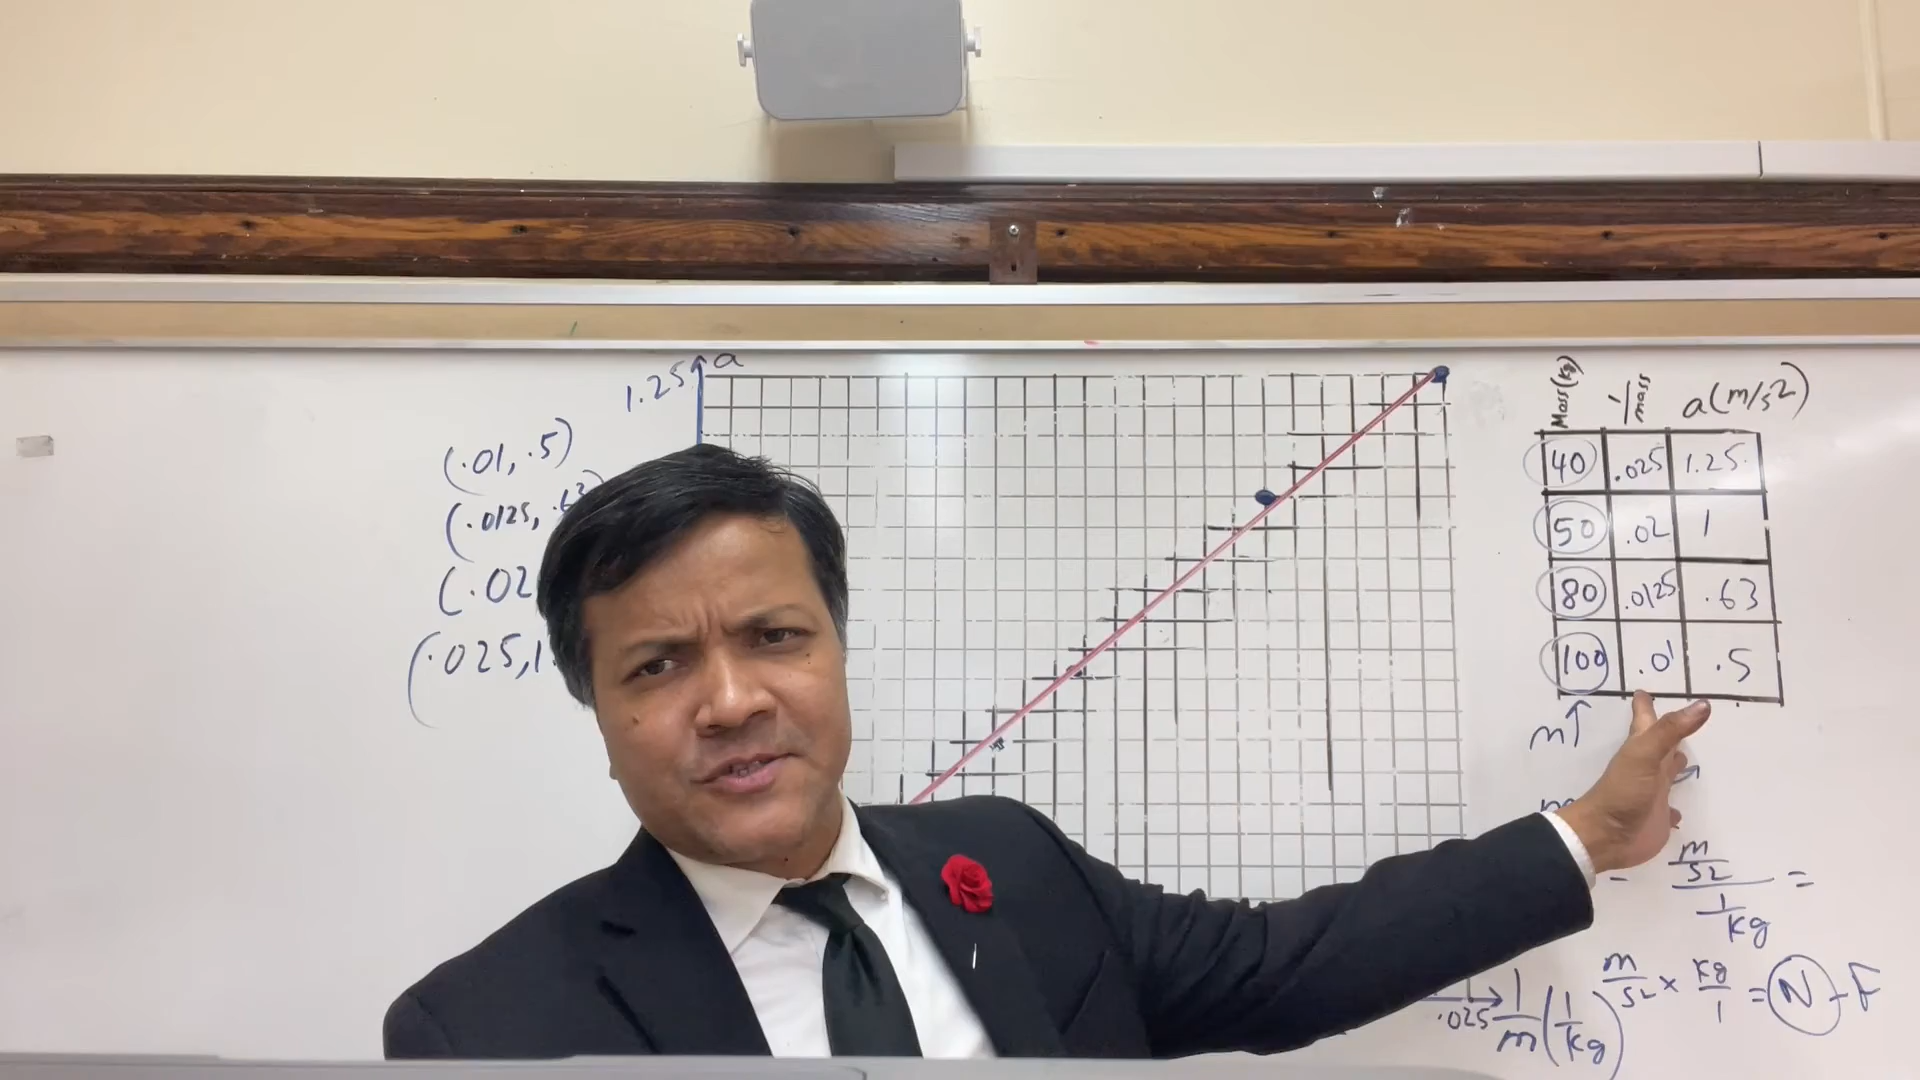 1.25 a
(.01, .5)
(.0125, .6
(.02
(.025, 1.
Mass(kg) 1/mass a(m/s2)
40 .025 1.25
50 .02 1
80 .0125 .63
100 .01 .5
m↑
m/s2 / 1/kg =
m/s2 × kg/1 = N - F
.025 1/m (1/kg)